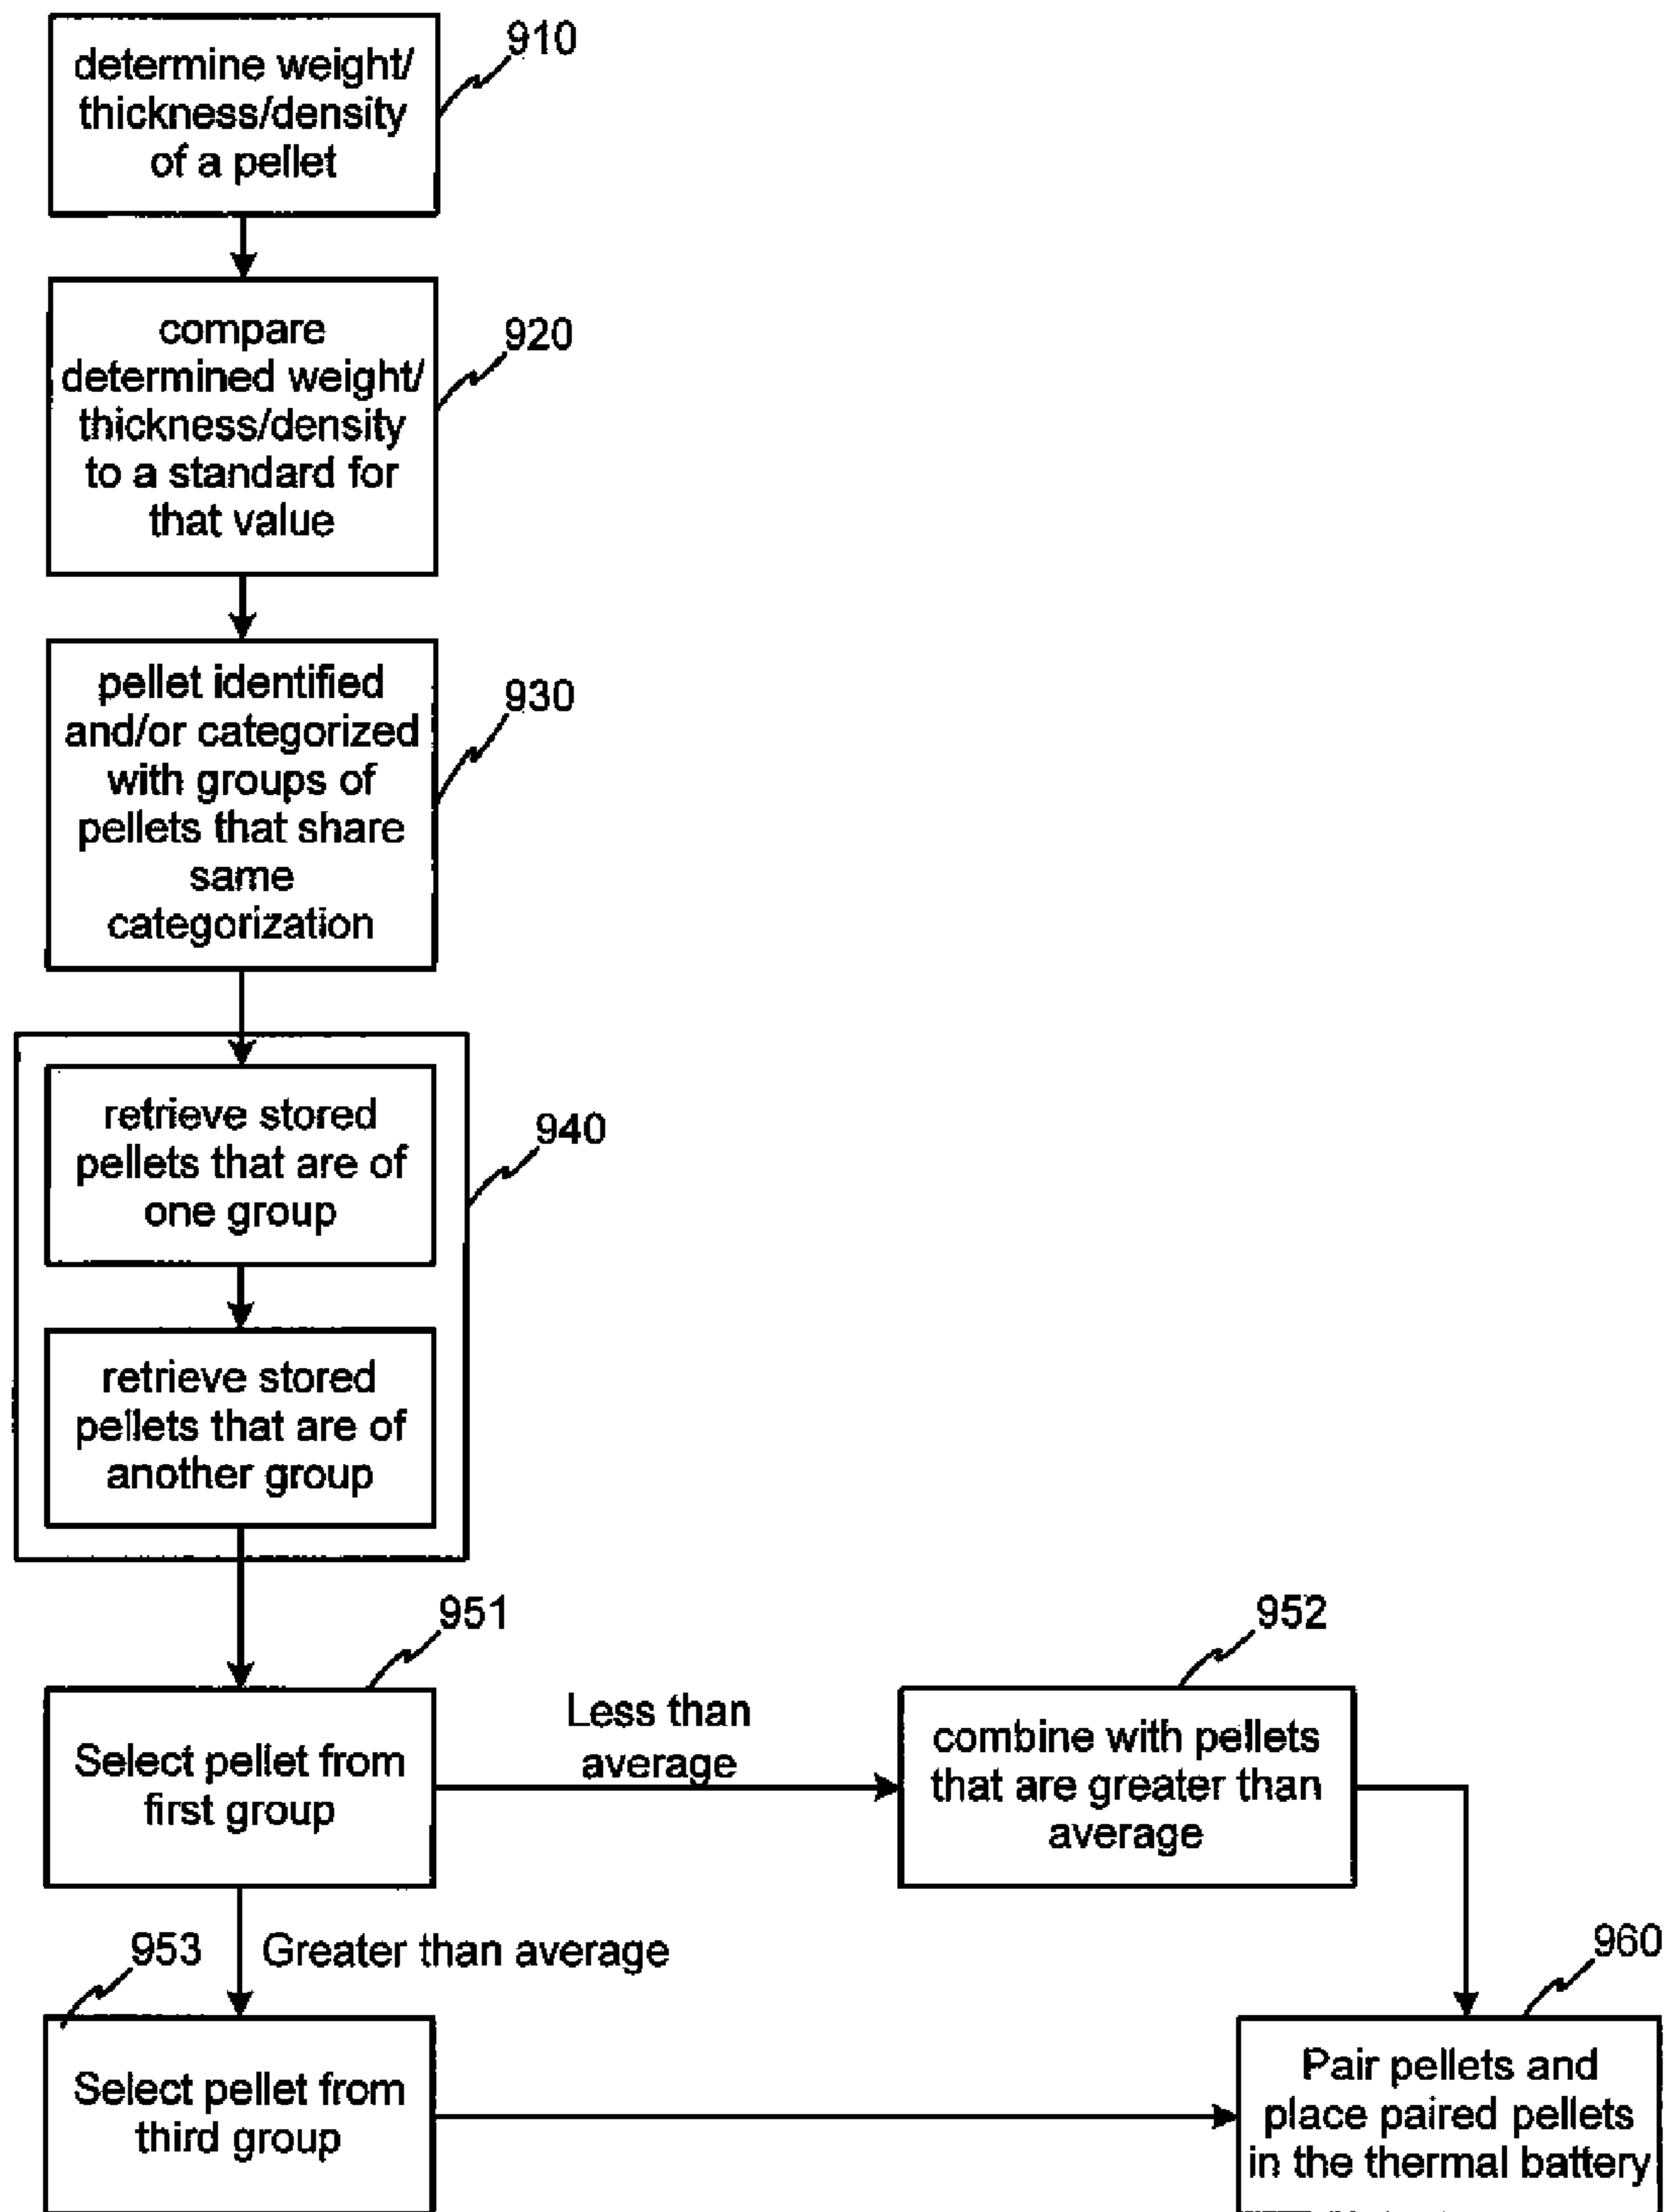 determine weight/
thickness/density
of a pellet
910
compare
determined weight/
thickness/density
to a standard for
that value
920
pellet identified
and/or categorized
with groups of
pellets that share
same
categorization
930
retrieve stored
pellets that are of
one group
940
retrieve stored
pellets that are of
another group
951
Select pellet from
first group
Less than
average
952
combine with pellets
that are greater than
average
953
Greater than average
Select pellet from
third group
960
Pair pellets and
place paired pellets
in the thermal battery